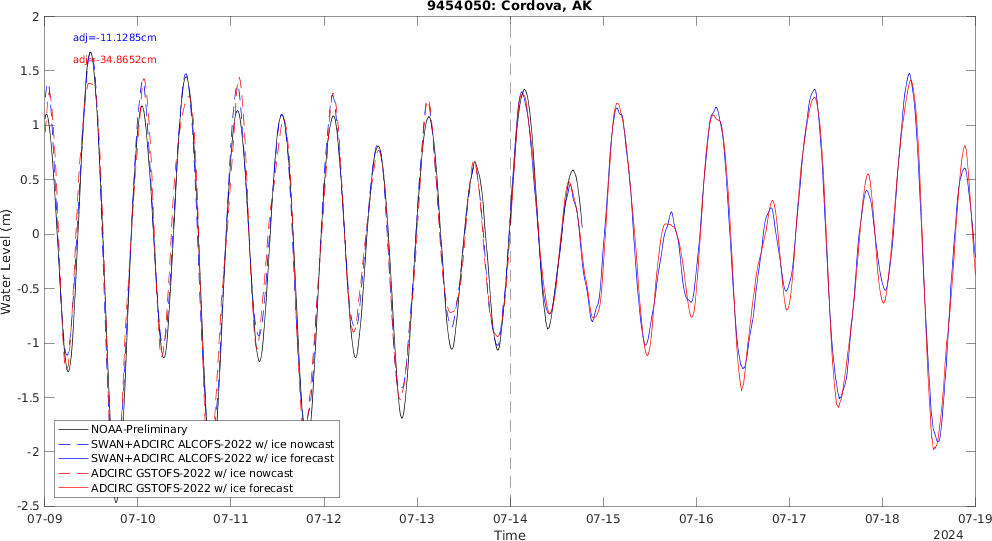 9454050: Cordova, AK
adj=-11.1285cm
adj=-34.8652cm
2
1.5
1
0.5
0
-0.5
-1
-1.5
-2
-2.5
Water Level (m)
NOAA-Preliminary
SWAN+ADCIRC ALCOFS-2022 w/ ice nowcast
SWAN+ADCIRC ALCOFS-2022 w/ ice forecast
ADCIRC GSTOFS-2022 w/ ice nowcast
ADCIRC GSTOFS-2022 w/ ice forecast
07-09 07-10 07-11 07-12 07-13 07-14 07-15 07-16 07-17 07-18 07-19
Time
2024